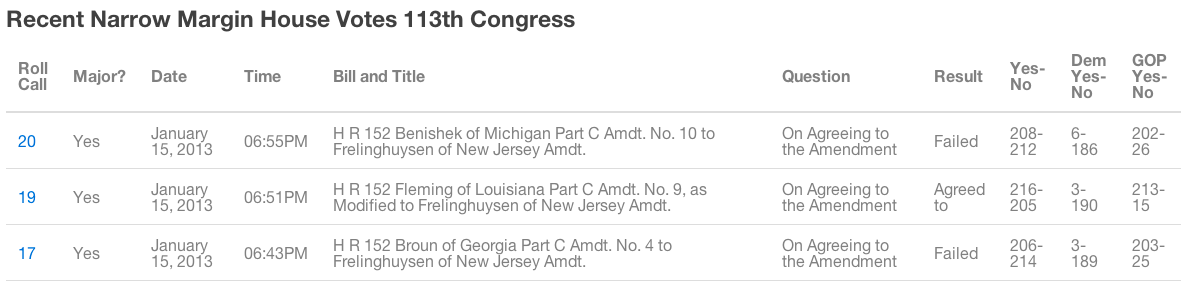 Recent Narrow Margin House Votes 113th Congress
Roll Call Major? Date Time Bill and Title Question Result Yes-No Dem Yes-No GOP Yes-No
20 Yes January 15, 2013 06:55PM H R 152 Benishek of Michigan Part C Amdt. No. 10 to Frelinghuysen of New Jersey Amdt. On Agreeing to the Amendment Failed 208-212 6-186 202-26
19 Yes January 15, 2013 06:51PM H R 152 Fleming of Louisiana Part C Amdt. No. 9, as Modified to Frelinghuysen of New Jersey Amdt. On Agreeing to the Amendment Agreed to 216-205 3-190 213-15
17 Yes January 15, 2013 06:43PM H R 152 Broun of Georgia Part C Amdt. No. 4 to Frelinghuysen of New Jersey Amdt. On Agreeing to the Amendment Failed 206-214 3-189 203-25